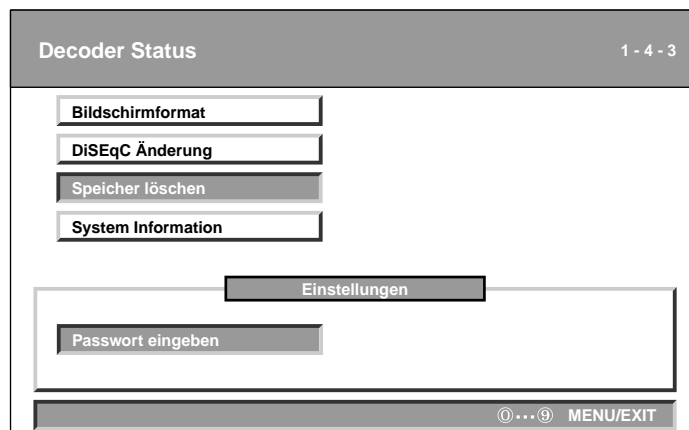 Decoder Status 1 - 4 - 3
Bildschirmformat
DiSEqC Änderung
Speicher löschen
System Information
Einstellungen
Passwort eingeben
⓪...⑨ MENU/EXIT